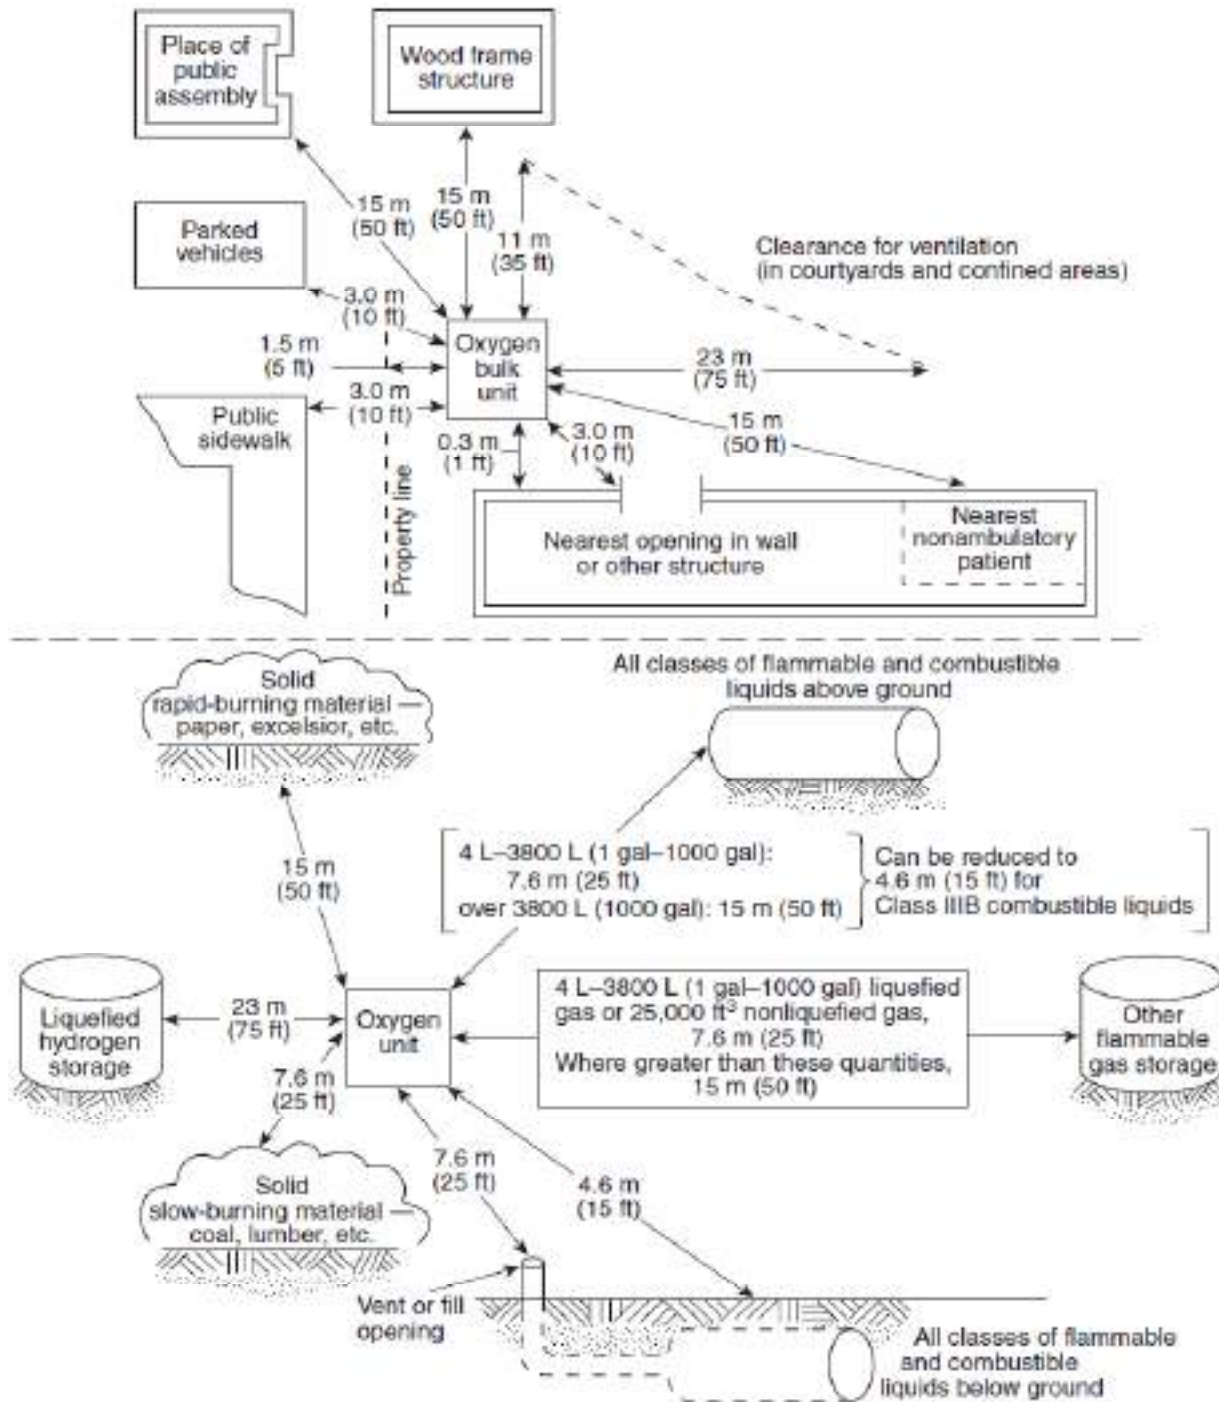 Place of
public
assembly
Wood frame
structure
15 m
(50 ft)
15 m
(50 ft)
11 m
(35 ft)
Parked
vehicles
Clearance for ventilation
(in courtyards and confined areas)
3.0 m
(10 ft)
1.5 m
(5 ft)
Oxygen
bulk
unit
23 m
(75 ft)
Public
sidewalk
3.0 m
(10 ft)
0.3 m
(1 ft)
3.0 m
(10 ft)
15 m
(50 ft)
Property line
Nearest opening in wall
or other structure
Nearest
nonambulatory
patient
Solid
rapid-burning material —
paper, excelsior, etc.
All classes of flammable and combustible
liquids above ground
15 m
(50 ft)
4 L–3800 L (1 gal–1000 gal):
7.6 m (25 ft)
over 3800 L (1000 gal): 15 m (50 ft)
Can be reduced to
4.6 m (15 ft) for
Class IIIB combustible liquids
Liquefied
hydrogen
storage
23 m
(75 ft)
Oxygen
unit
4 L–3800 L (1 gal–1000 gal) liquefied
gas or 25,000 ft³ nonliquefied gas,
7.6 m (25 ft)
Where greater than these quantities,
15 m (50 ft)
Other
flammable
gas storage
7.6 m
(25 ft)
Solid
slow-burning material —
coal, lumber, etc.
7.6 m
(25 ft)
4.6 m
(15 ft)
Vent or fill
opening
All classes of flammable
and combustible
liquids below ground